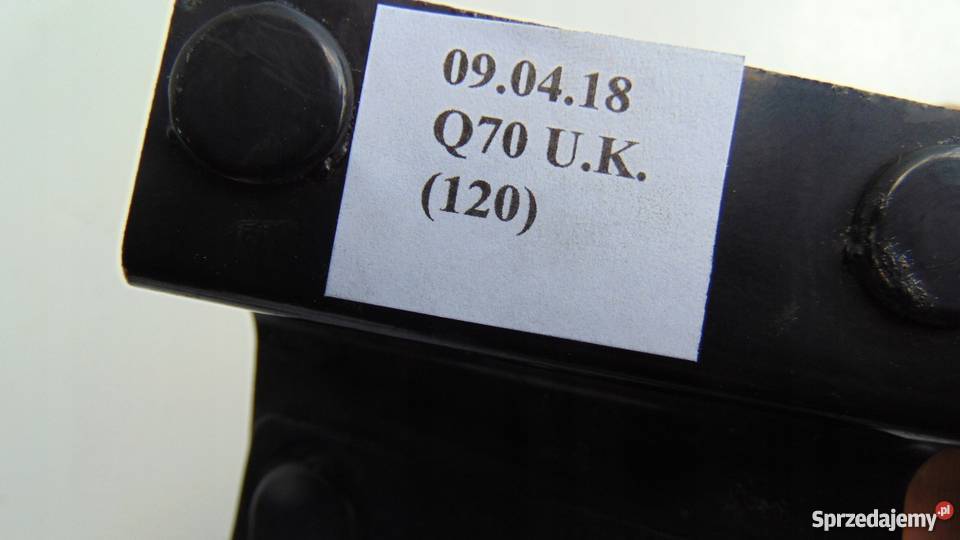 09.04.18
Q70 U.K.
(120)
Sprzedajemy.pl